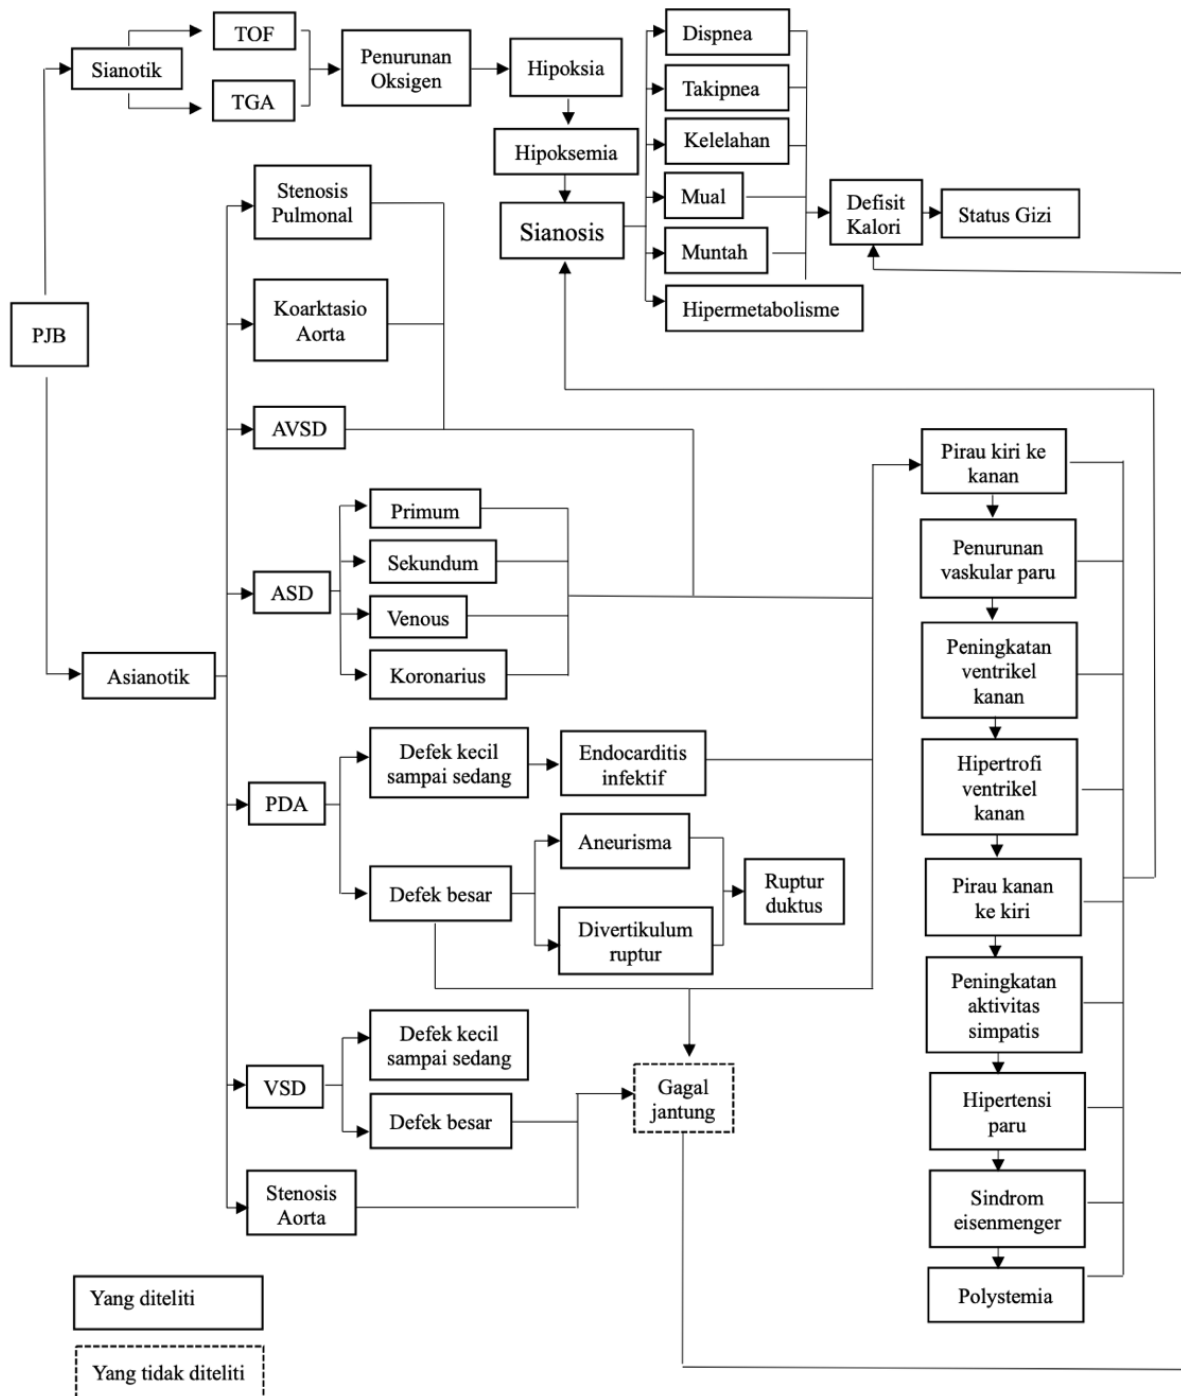 TOF
Sianotik
TGA
Penurunan
Oksigen
Hipoksia
Hipoksemia
Sianosis
Dispnea
Takipnea
Kelelahan
Mual
Muntah
Hipermetabolisme
Defisit
Kalori
Status Gizi
PJB
Stenosis
Pulmonal
Koarktasio
Aorta
AVSD
ASD
Primum
Sekundum
Venous
Koronarius
Asianotik
PDA
Defek kecil
sampai sedang
Endocarditis
infektif
Defek besar
Aneurisma
Divertikulum
ruptur
Ruptur
duktus
VSD
Defek kecil
sampai sedang
Defek besar
Stenosis
Aorta
Gagal
jantung
Pirau kiri ke
kanan
Penurunan
vaskular paru
Peningkatan
ventrikel
kanan
Hipertrofi
ventrikel
kanan
Pirau kanan
ke kiri
Peningkatan
aktivitas
simpatis
Hipertensi
paru
Sindrom
eisenmenger
Polystemia
Yang diteliti
Yang tidak diteliti